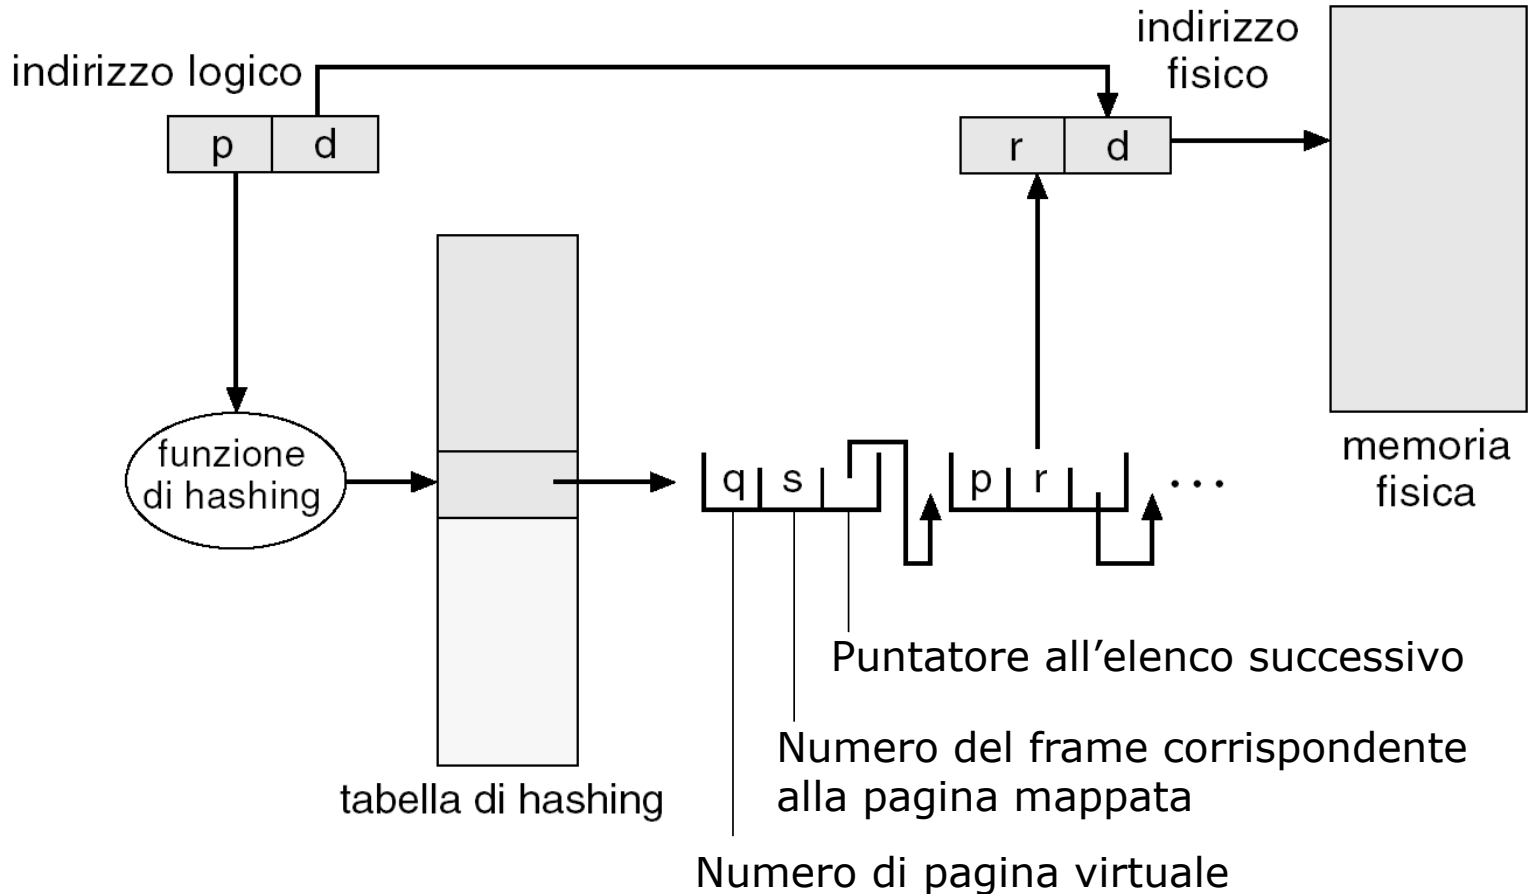 indirizzo logico
indirizzo
fisico
p d
r d
funzione
di hashing
q s
p r
...
memoria
fisica
Puntatore all’elenco successivo
Numero del frame corrispondente
alla pagina mappata
tabella di hashing
Numero di pagina virtuale